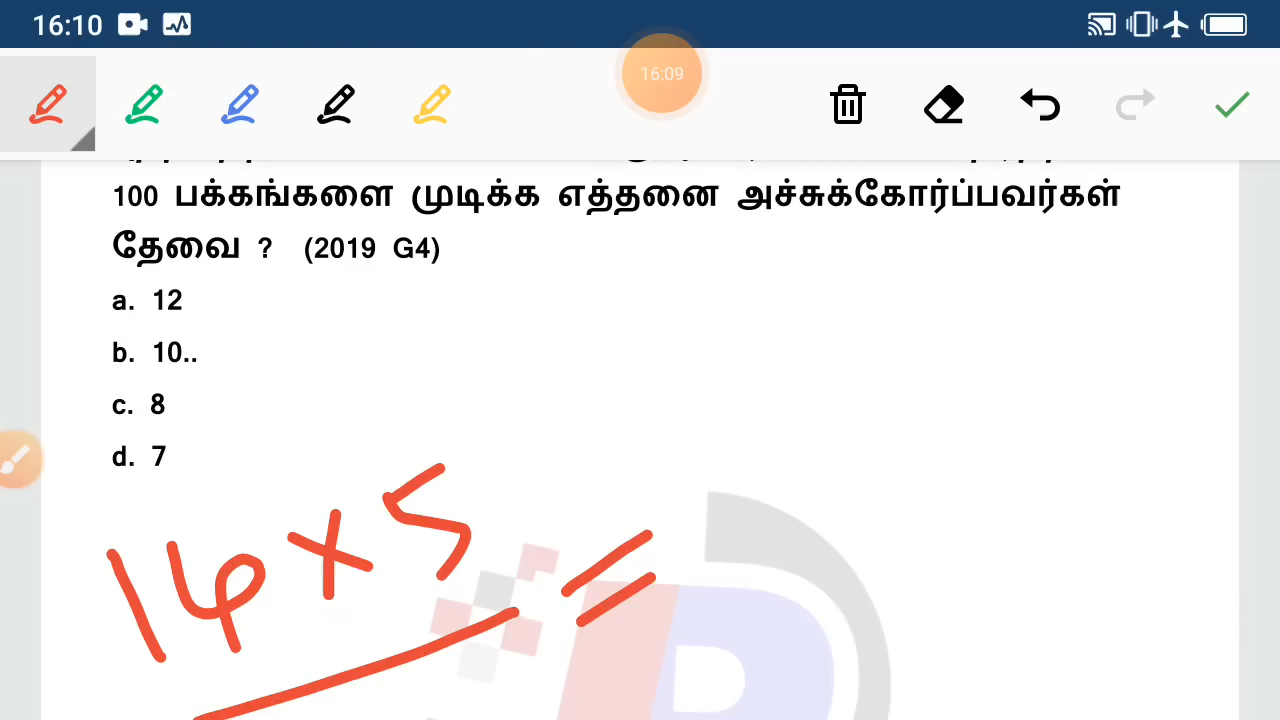 16:10
16:09
100 பக்கங்களை முடிக்க எத்தனை அச்சுக்கோர்ப்பவர்கள்
தேவை ? (2019 G4)
a. 12
b. 10..
c. 8
d. 7
14 x 5 =